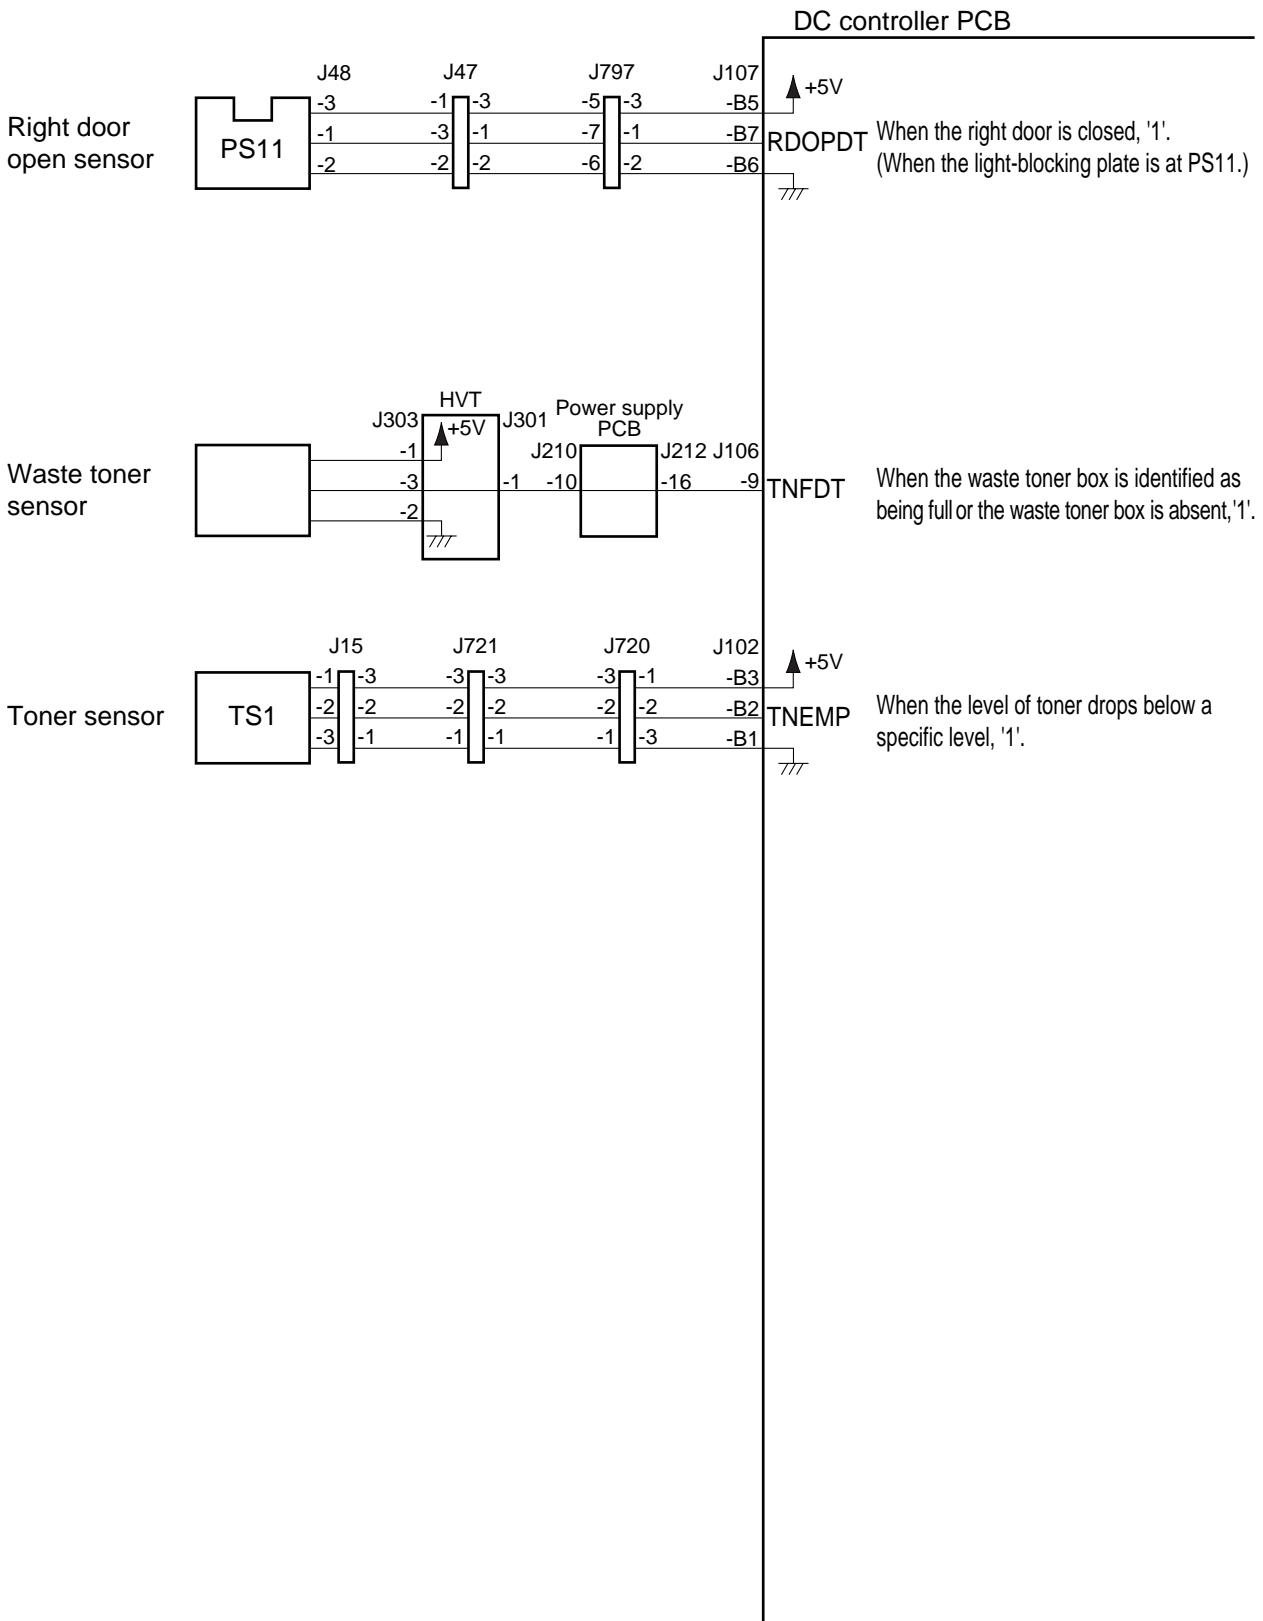 DC controller PCB
J48 J47 J797 J107
+5V
-3 -1 -3 -5 -3 -B5
Right door
open sensor
PS11
-1 -3 -1 -7 -1 -B7 RDOPDT
When the right door is closed, '1'.
(When the light-blocking plate is at PS11.)
-2 -2 -2 -6 -2 -B6
HVT
J303 +5V J301
Power supply
PCB
J210 J212 J106
-1
Waste toner
sensor
-3 -1 -10 -16 -9 TNFDT
When the waste toner box is identified as
being full or the waste toner box is absent,'1'.
-2
J15 J721 J720 J102
+5V
-1 -3 -3 -3 -3 -1 -B3
Toner sensor
TS1
-2 -2 -2 -2 -2 -2 -B2 TNEMP
When the level of toner drops below a
specific level, '1'.
-3 -1 -1 -1 -1 -3 -B1